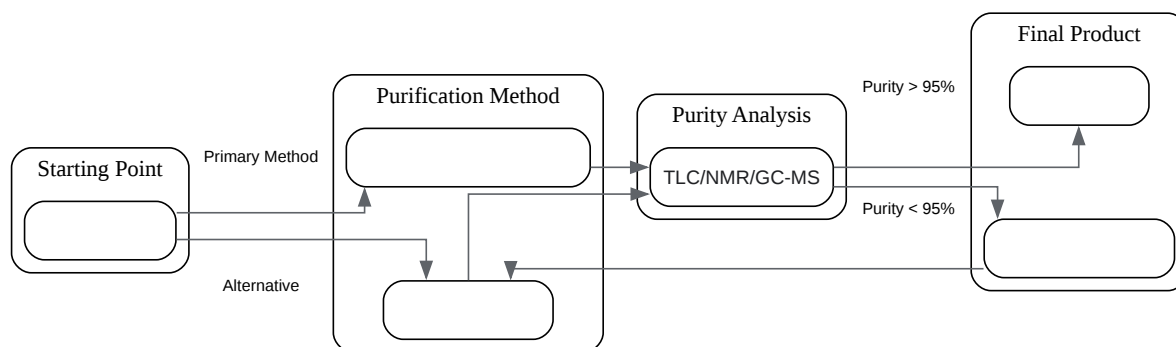 Final Product
Purification Method
Purity > 95%
Purity Analysis
Starting Point
Primary Method
TLC/NMR/GC-MS
Purity < 95%
Alternative